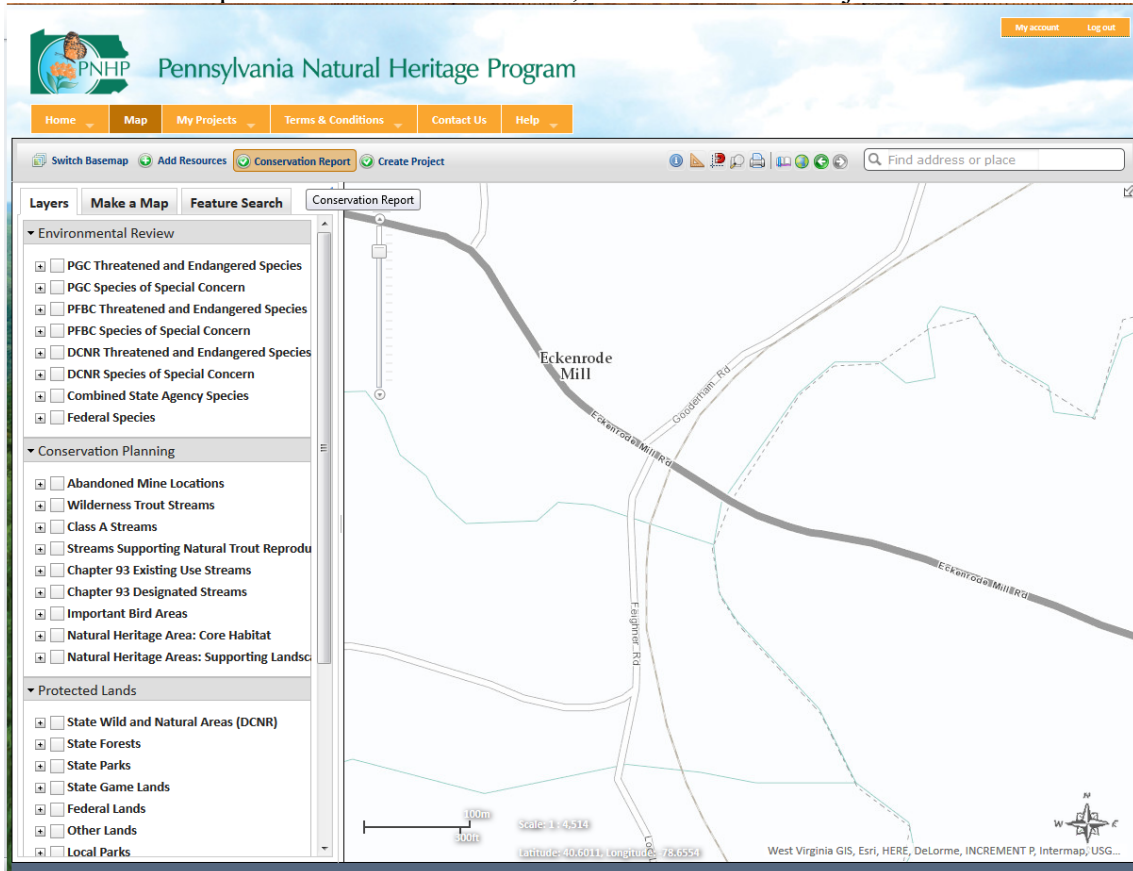 My account Log out
PNHP Pennsylvania Natural Heritage Program
Home Map My Projects Terms & Conditions Contact Us Help
Switch Basemap Add Resources Conservation Report Create Project Find address or place
Layers Make a Map Feature Search Conservation Report
Environmental Review
PGC Threatened and Endangered Species
PGC Species of Special Concern
PFBC Threatened and Endangered Species
PFBC Species of Special Concern
DCNR Threatened and Endangered Species
DCNR Species of Special Concern
Combined State Agency Species
Federal Species
Conservation Planning
Abandoned Mine Locations
Wilderness Trout Streams
Class A Streams
Streams Supporting Natural Trout Reprodu
Chapter 93 Existing Use Streams
Chapter 93 Designated Streams
Important Bird Areas
Natural Heritage Area: Core Habitat
Natural Heritage Areas: Supporting Landsca
Protected Lands
State Wild and Natural Areas (DCNR)
State Forests
State Parks
State Game Lands
Federal Lands
Other Lands
Local Parks
Eckenrode
Mill
Gooderham Rd
Eckenrode Mill Rd
Eckenrode Mill Rd
Feighner Rd
Local
100m
300ft
Scale: 1: 4,514
Latitude: 40.6011, Longitude: -78.6554
N
W E
West Virginia GIS, Esri, HERE, DeLorme, INCREMENT P, Intermap, USG...